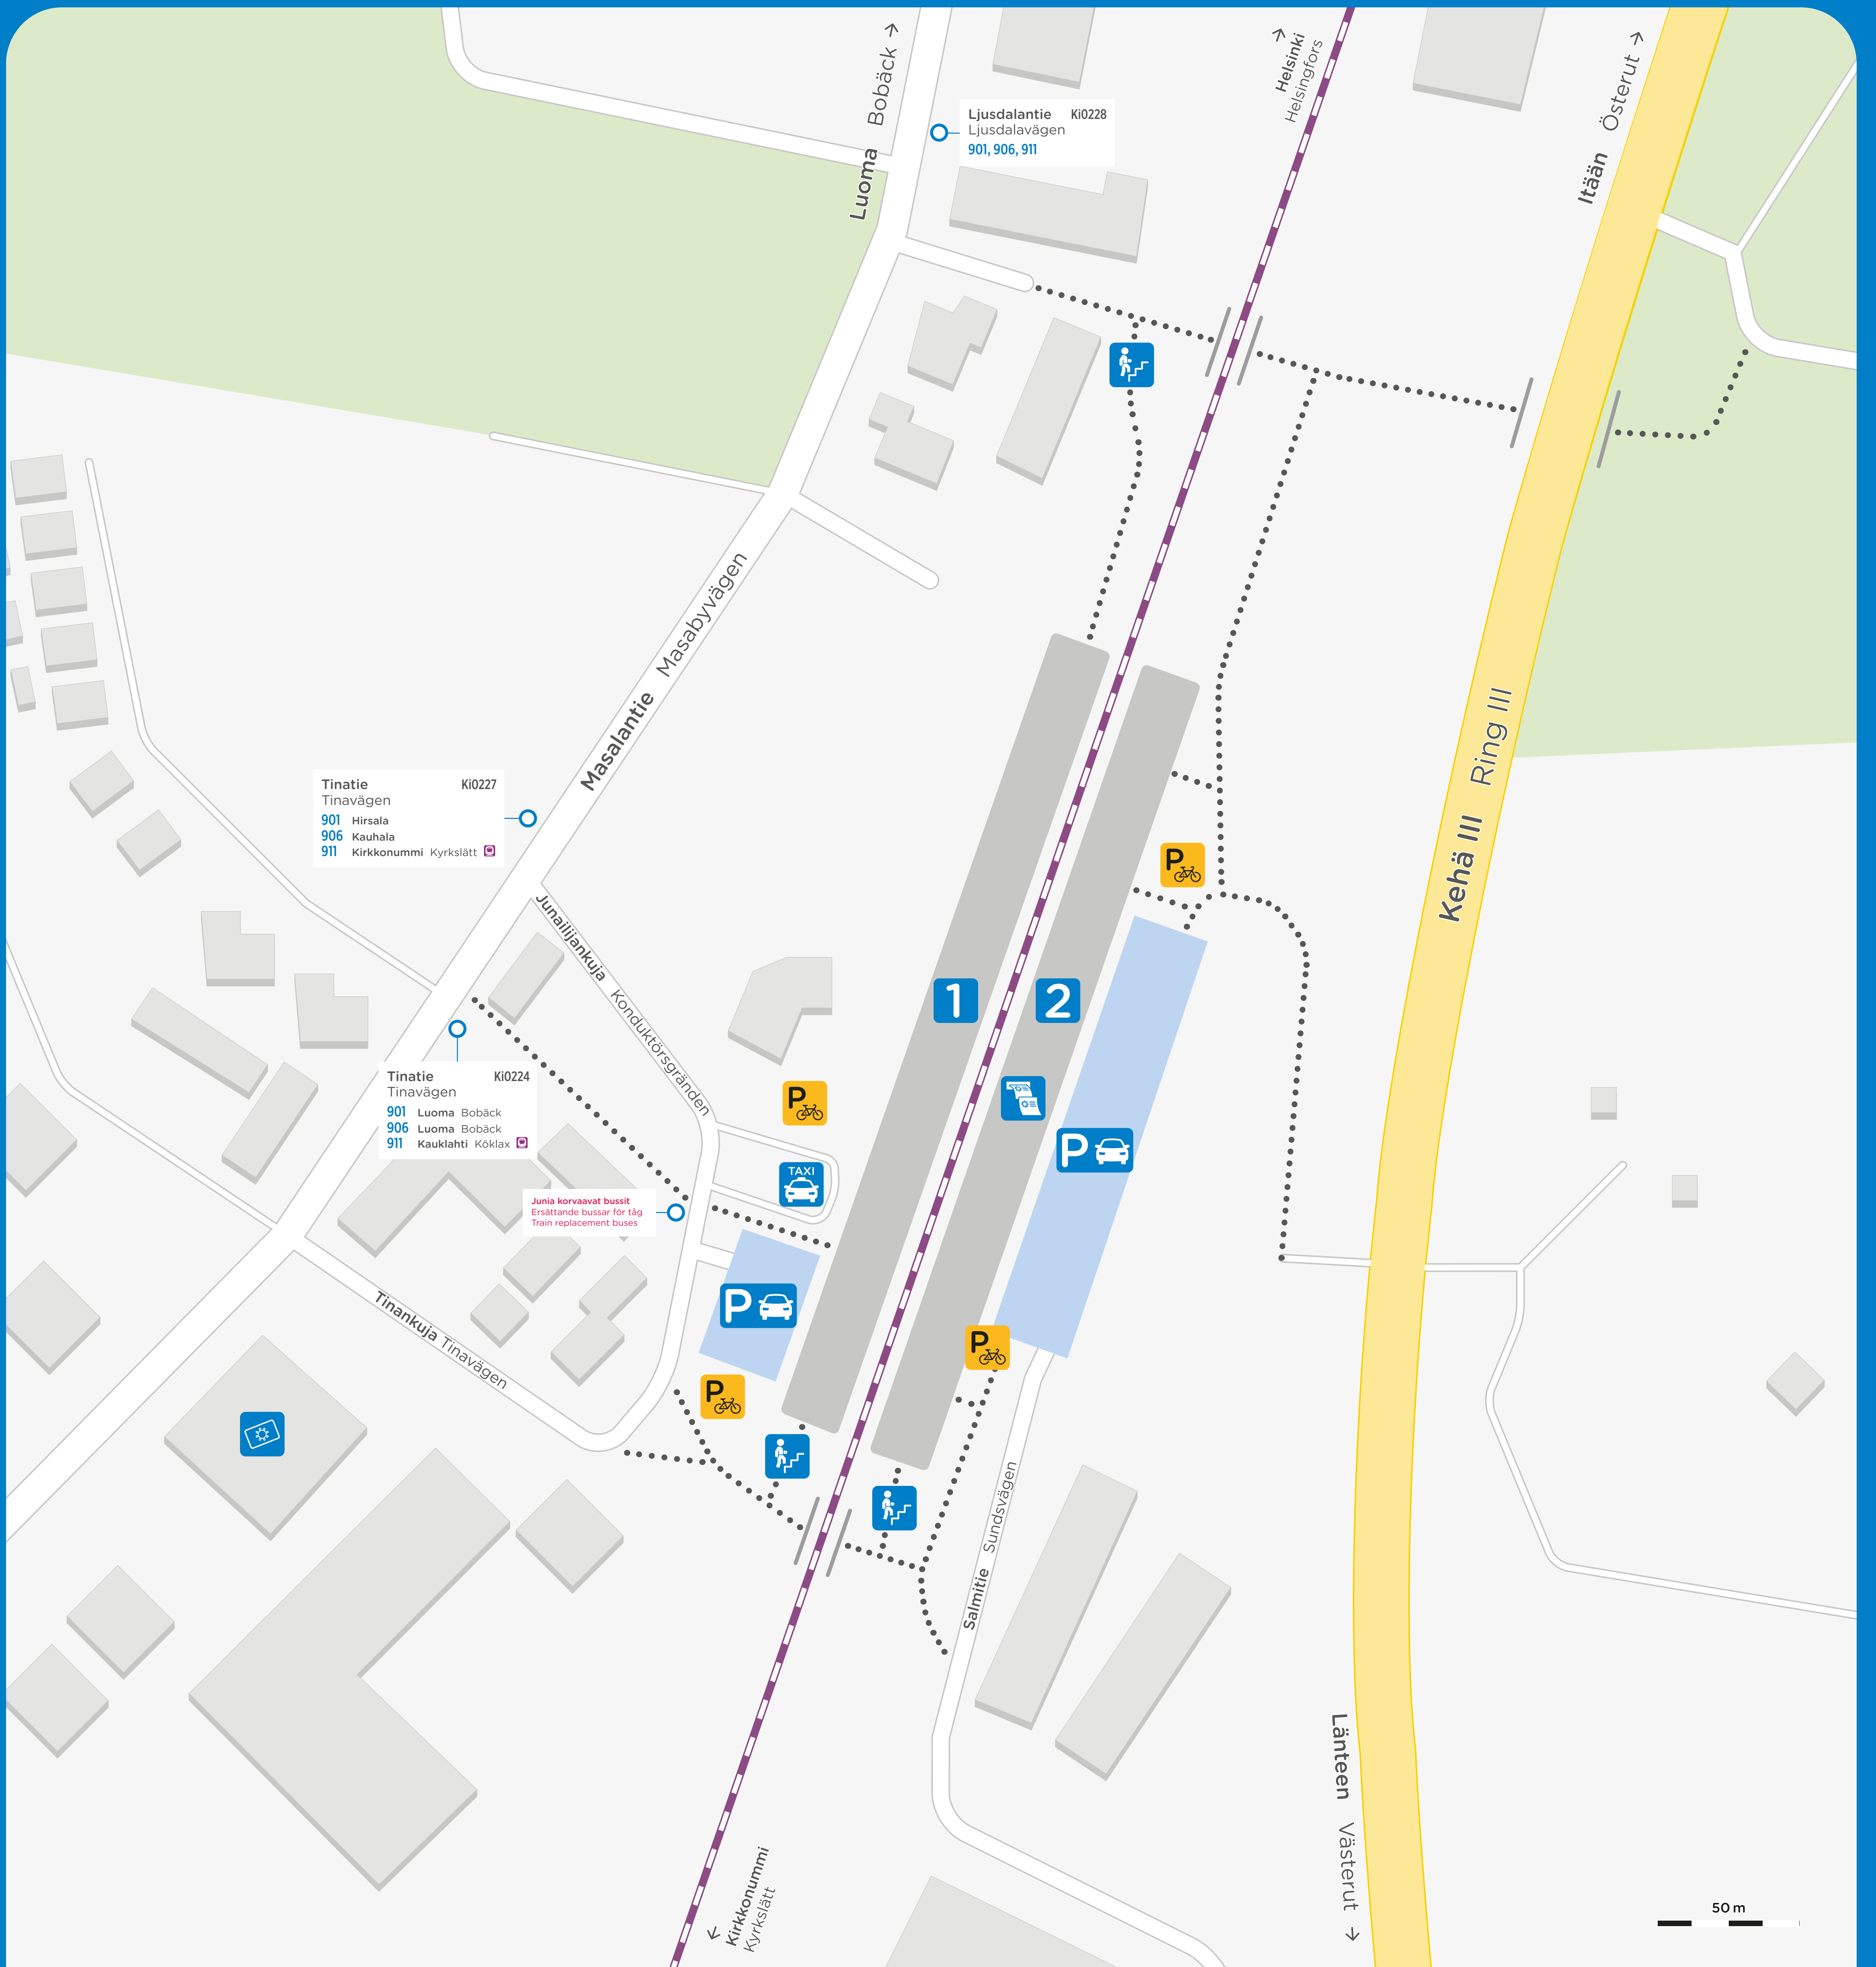 Luoma Bobäck →
Ljusdalantie Ki0228
Ljusdalavägen
901, 906, 911
Helsinki →
Helsingfors
Itään Österut →
Masalantie Masabyvägen
Kehä III Ring III
Tinatie Ki0227
Tinavägen
901 Hirsala
906 Kauhala
911 Kirkkonummi Kyrkslätt
Junailijankuja Konduktörsgränden
P
1
2
Tinatie Ki0224
Tinavägen
901 Luoma Bobäck
906 Luoma Bobäck
911 Kauklahti Köklax
P
P
TAXI
Junia korvaavat bussit
Ersättande bussar för tåg
Train replacement buses
P
Tinankuja Tinavägen
P
P
Salmitie Sundsvägen
Länteen Västerut →
← Kirkkonummi
Kyrkslätt
50 m